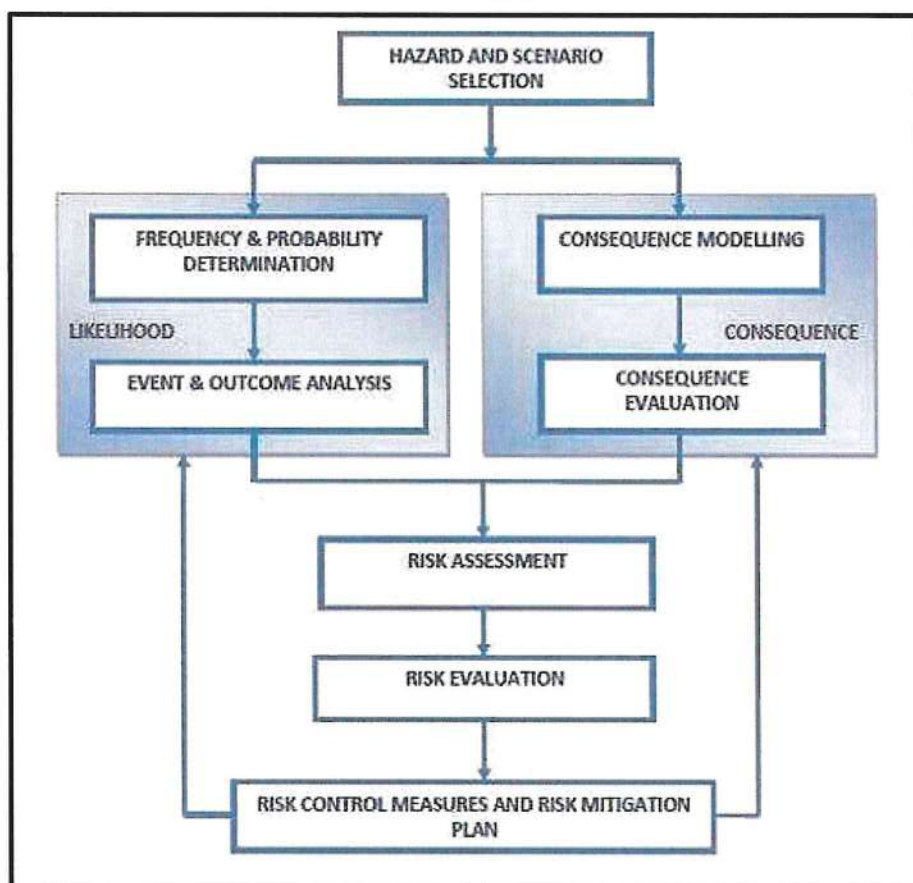 HAZARD AND SCENARIO
SELECTION
FREQUENCY & PROBABILITY
DETERMINATION
LIKELIHOOD
EVENT & OUTCOME ANALYSIS
CONSEQUENCE MODELLING
CONSEQUENCE
CONSEQUENCE
EVALUATION
RISK ASSESSMENT
RISK EVALUATION
RISK CONTROL MEASURES AND RISK MITIGATION
PLAN